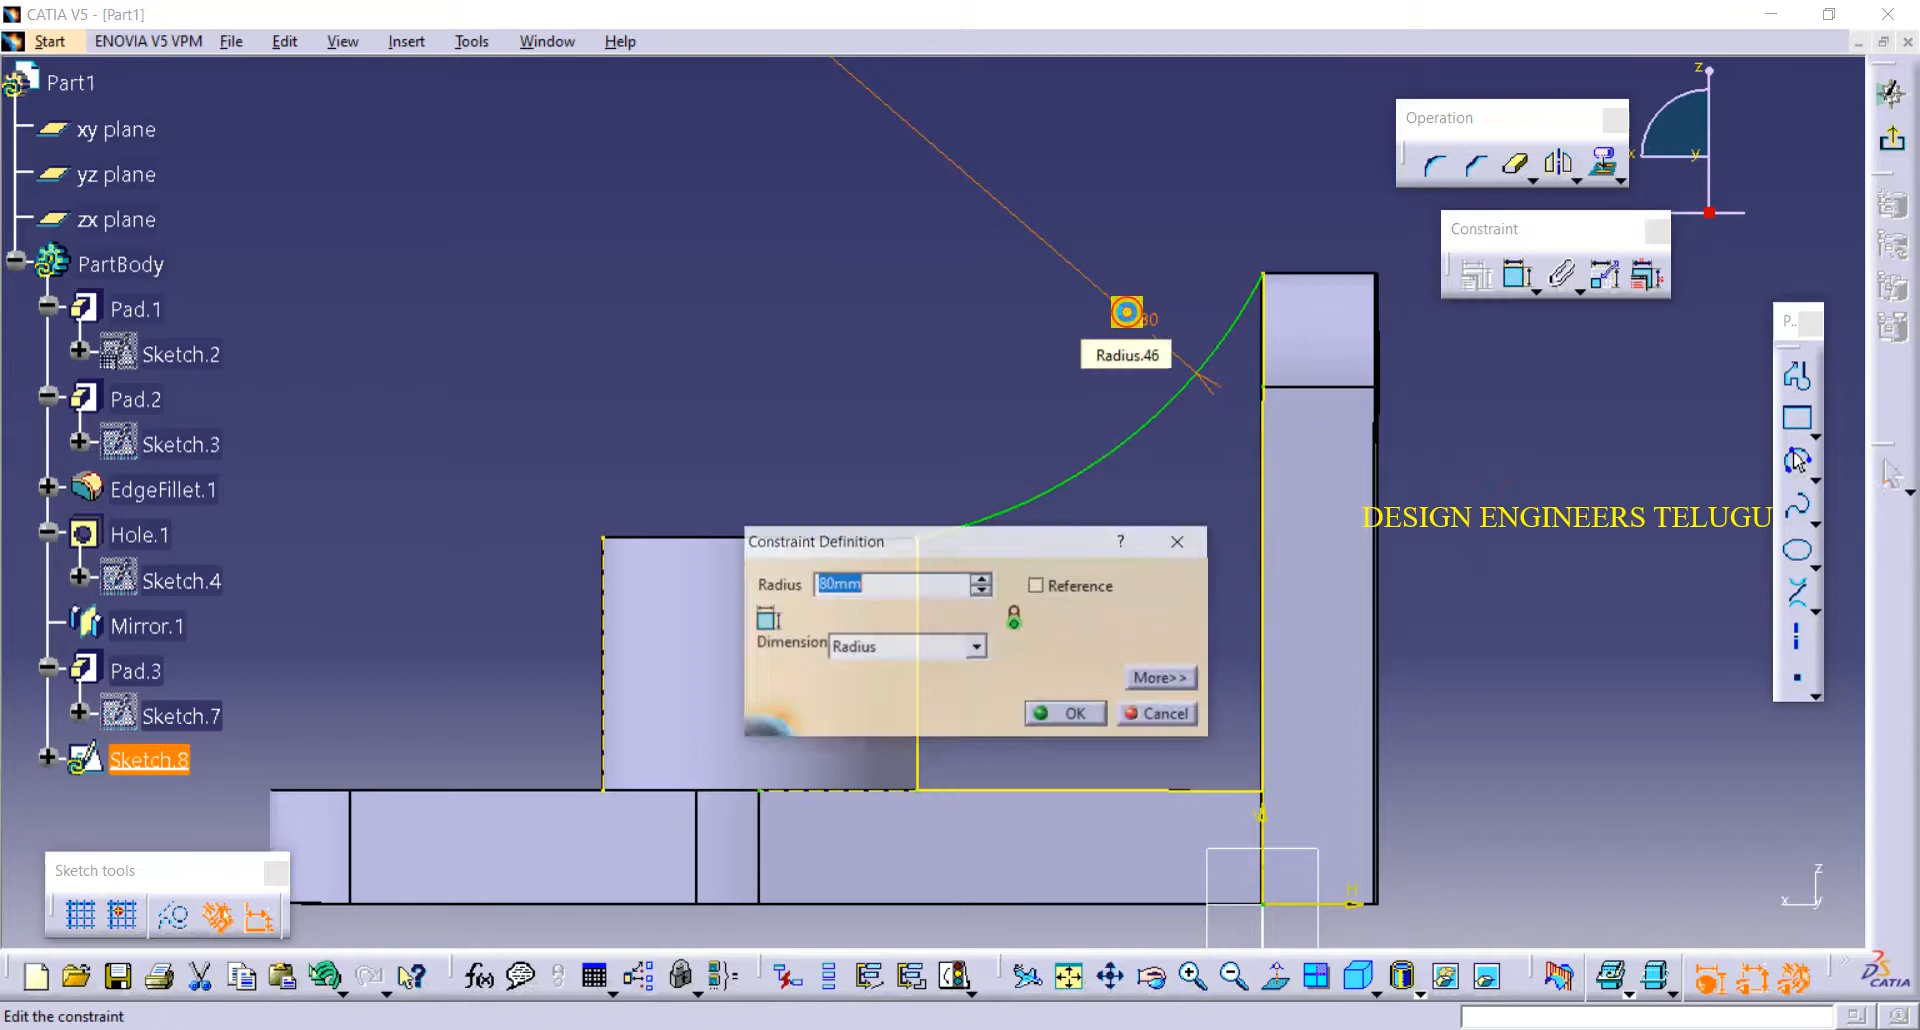 CATIA V5 - [Part1]
Start ENOVIA V5 VPM File Edit View Insert Tools Window Help
Part1
xy plane
yz plane
zx plane
PartBody
Pad.1
Sketch.2
Pad.2
Sketch.3
EdgeFillet.1
Hole.1
Sketch.4
Mirror.1
Pad.3
Sketch.7
Sketch.8
Operation
Constraint
P..
z
x
y
Radius.46
DESIGN ENGINEERS TELUGU
Constraint Definition ?
Radius 80mm Reference
Dimension Radius
More>>
OK Cancel
H
Sketch tools
z
x y
f(x)
CATIA
Edit the constraint